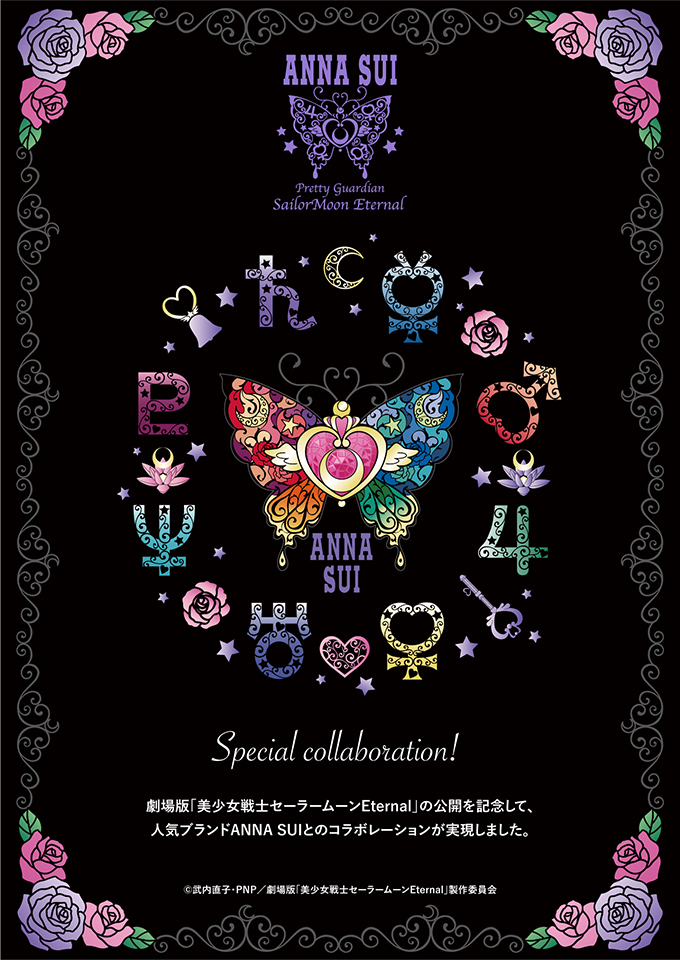 ANNA SUI
Pretty Guardian
SailorMoon Eternal
ANNA
SUI
Special collaboration!
劇場版「美少女戦士セーラームーンEternal」の公開を記念して、
人気ブランドANNA SUIとのコラボレーションが実現しました。
©武内直子・PNP／劇場版「美少女戦士セーラームーンEternal」製作委員会